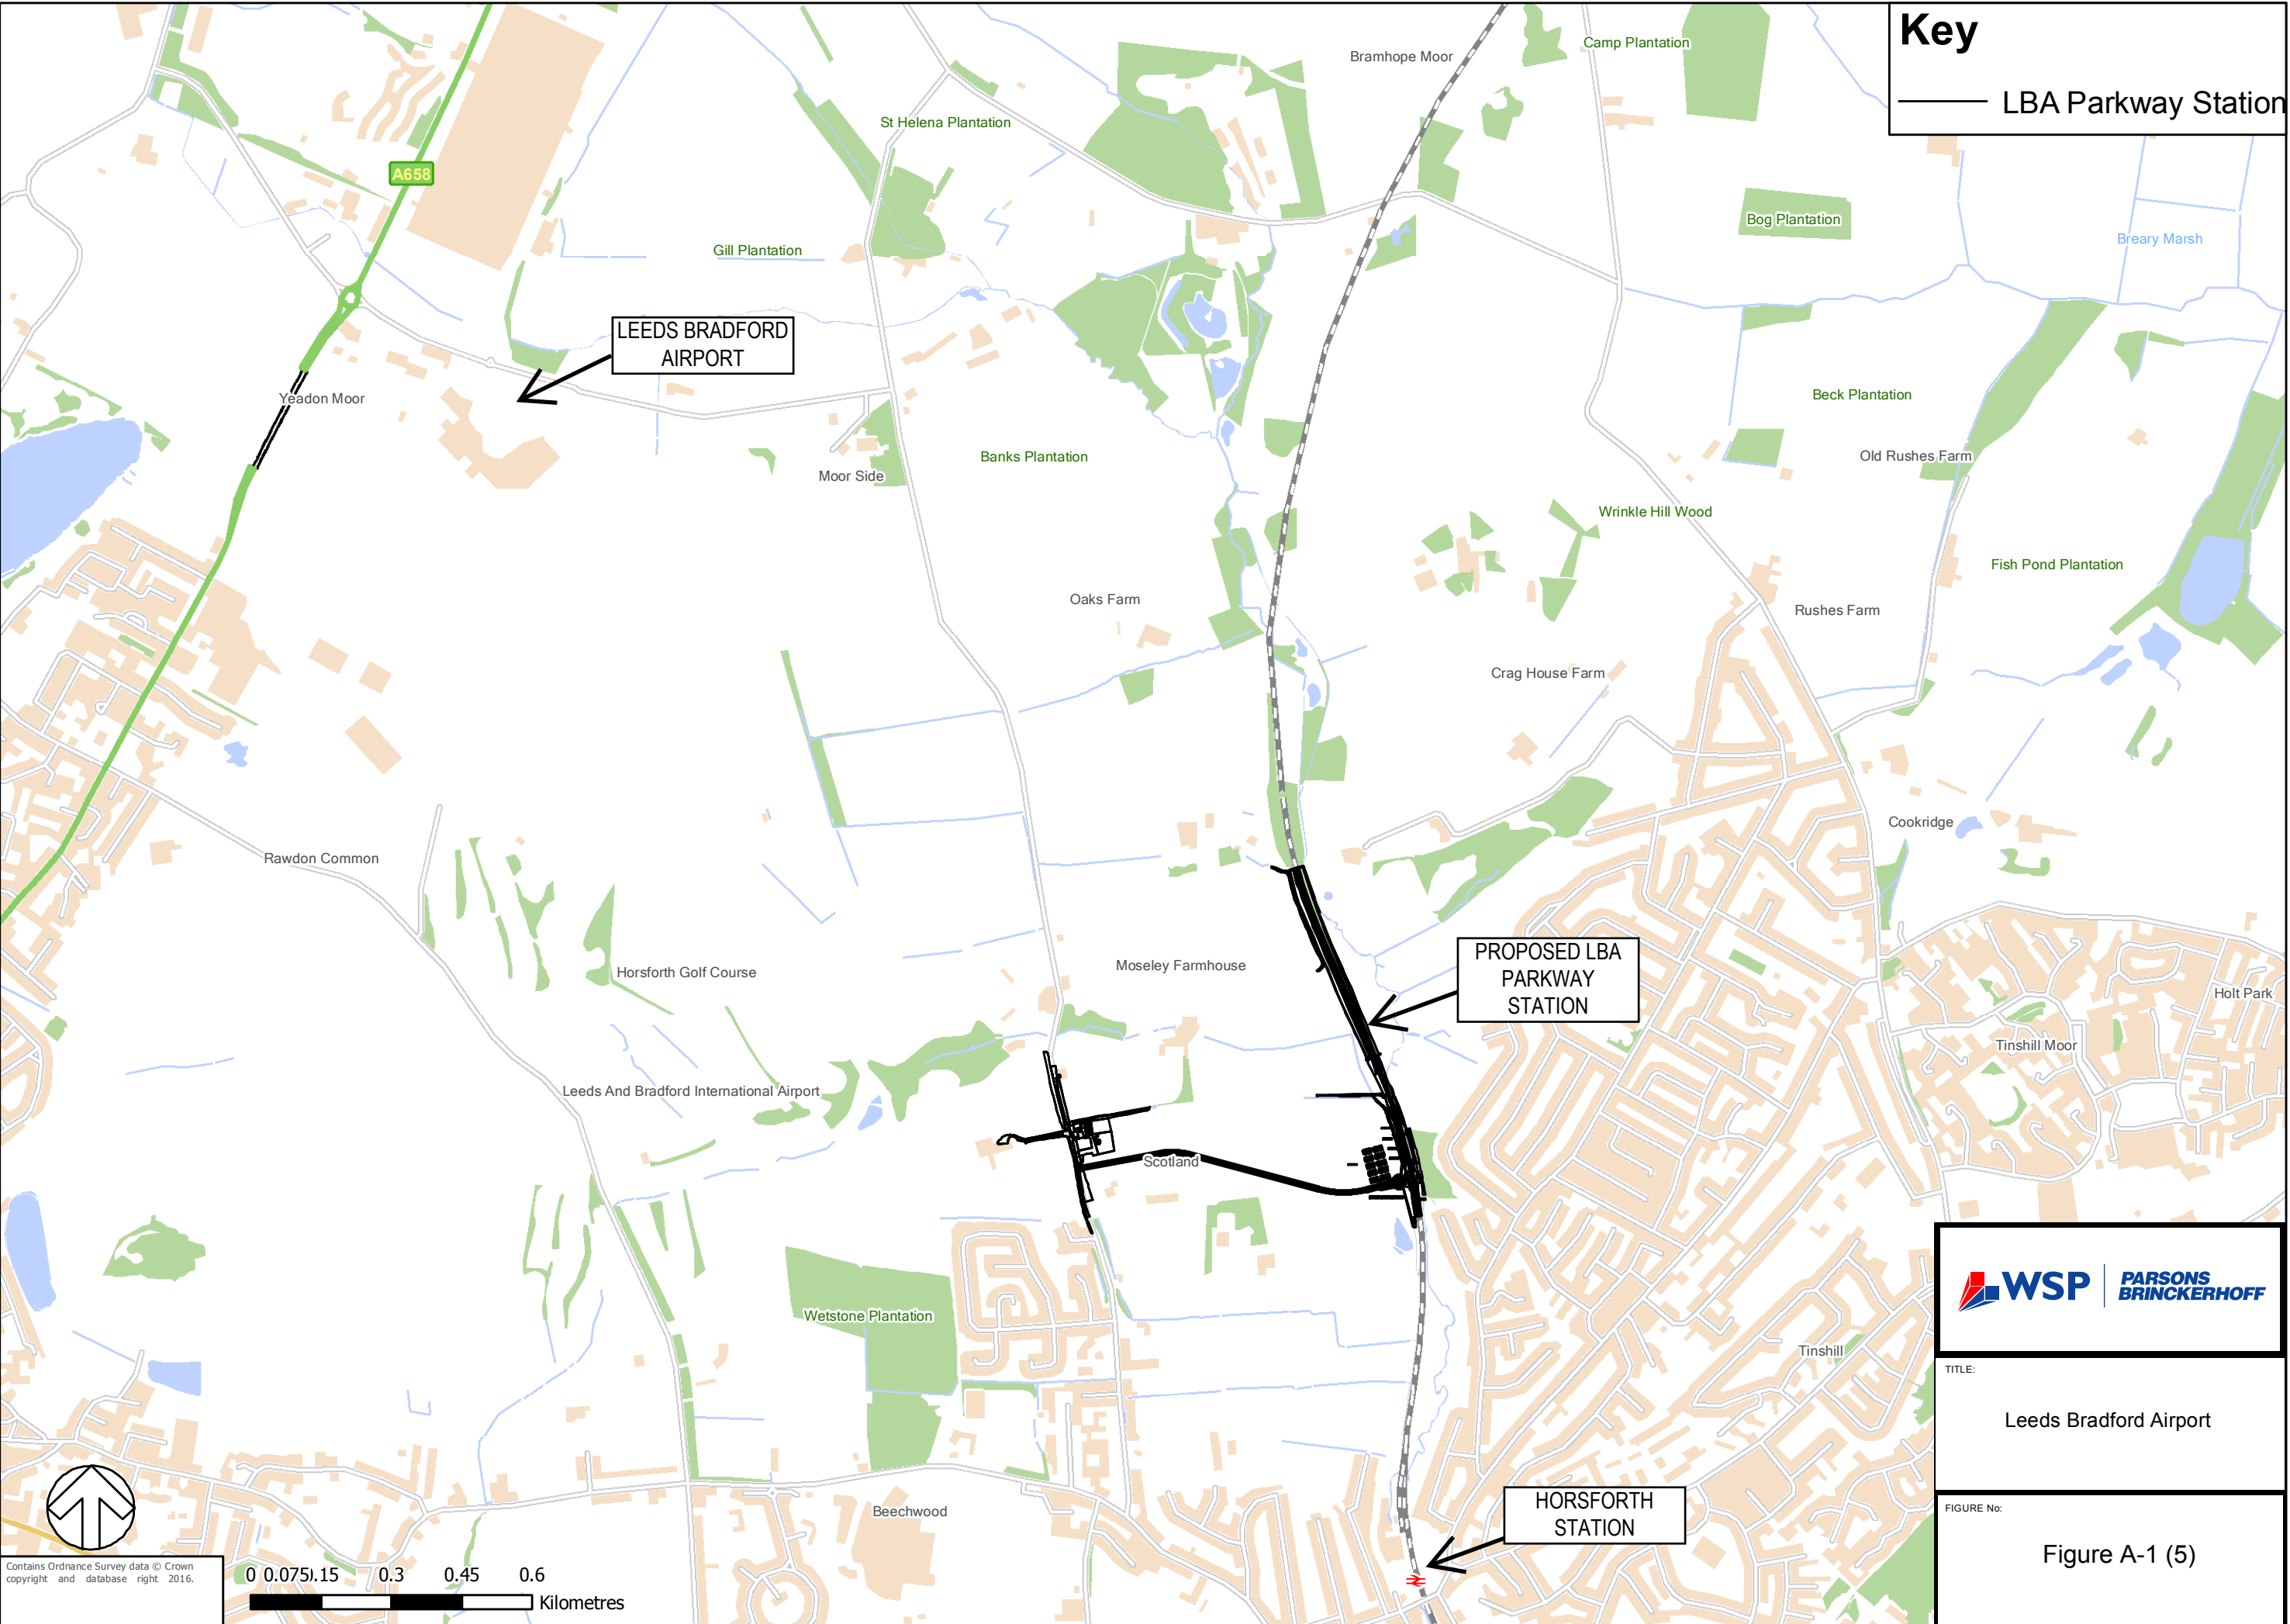 Key
LBA Parkway Station
Bramhope Moor
Camp Plantation
St Helena Plantation
A658
Gill Plantation
Bog Plantation
Breary Marsh
LEEDS BRADFORD
AIRPORT
Yeadon Moor
Beck Plantation
Moor Side
Banks Plantation
Old Rushes Farm
Wrinkle Hill Wood
Fish Pond Plantation
Oaks Farm
Rushes Farm
Crag House Farm
Cookridge
Rawdon Common
Horsforth Golf Course
Moseley Farmhouse
PROPOSED LBA
PARKWAY
STATION
Holt Park
Tinshill Moor
Leeds And Bradford International Airport
Scotland
Wetstone Plantation
Tinshill
WSP
PARSONS
BRINCKERHOFF
TITLE:
Leeds Bradford Airport
Beechwood
HORSFORTH
STATION
FIGURE No:
Figure A-1 (5)
Contains Ordnance Survey data © Crown
copyright and database right 2016.
0 0.075 .15 0.3 0.45 0.6
Kilometres